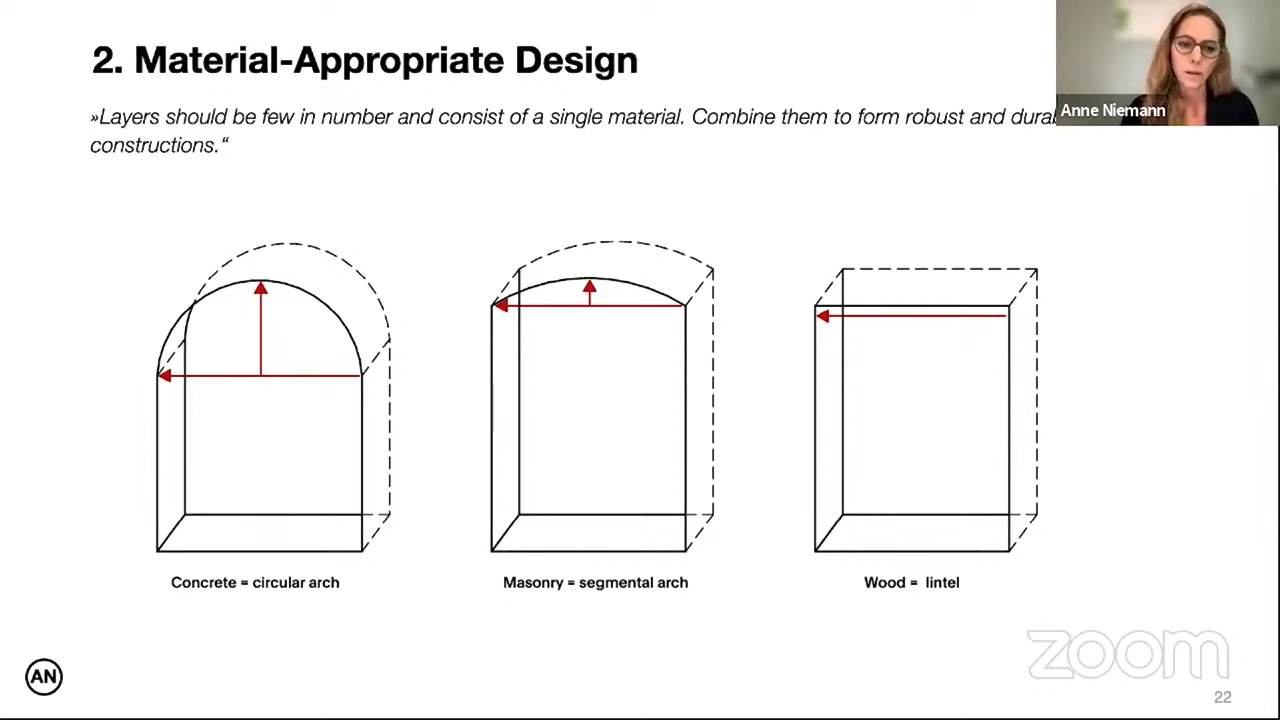 2. Material-Appropriate Design
Anne Niemann
»Layers should be few in number and consist of a single material. Combine them to form robust and
constructions.“
Concrete = circular arch
Masonry = segmental arch
Wood = lintel
AN
zoom
22